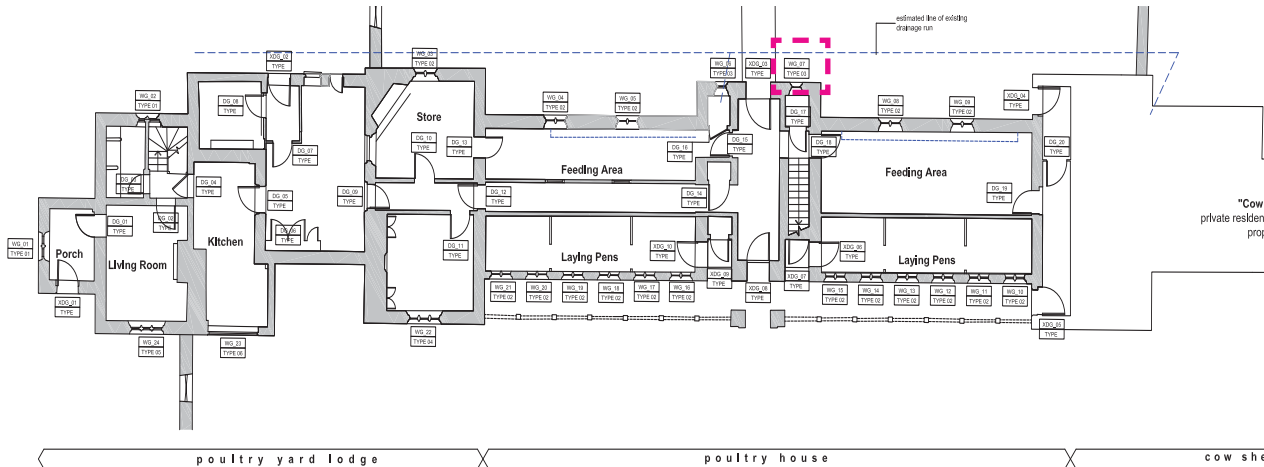 estimated line of existing
drainage run
XDG_02
TYPE
WG_03
TYPE 02
WG_06
TYPE 03
XDG_03
TYPE
WG_07
TYPE 03
WG_02
TYPE 01
DG_08
TYPE
WG_04
TYPE 02
WG_05
TYPE 02
DG_17
TYPE
WG_08
TYPE 02
WG_09
TYPE 02
XDG_04
TYPE
Store
DG_10
TYPE
DG_13
TYPE
DG_15
TYPE
DG_16
TYPE
DG_18
TYPE
DG_20
TYPE
DG_07
TYPE
Feeding Area
Feeding Area
DG_03
TYPE
DG_04
TYPE
DG_05
TYPE
DG_09
TYPE
DG_12
TYPE
DG_14
TYPE
DG_19
TYPE
"Cow
private residen
prop
DG_01
TYPE
DG_02
TYPE
DG_06
TYPE
DG_11
TYPE
XDG_10
TYPE
XDG_06
TYPE
WG_01
TYPE 01
Porch
Living Room
Kitchen
Laying Pens
Laying Pens
XDG_09
TYPE
XDG_07
TYPE
XDG_01
TYPE
WG_21
TYPE 02
WG_20
TYPE 02
WG_19
TYPE 02
WG_18
TYPE 02
WG_17
TYPE 02
WG_16
TYPE 02
XDG_08
TYPE
WG_15
TYPE 02
WG_14
TYPE 02
WG_13
TYPE 02
WG_12
TYPE 02
WG_11
TYPE 02
WG_10
TYPE 02
XDG_05
TYPE
WG_24
TYPE 05
WG_23
TYPE 06
WG_22
TYPE 04
poultry yard lodge
poultry house
cow she